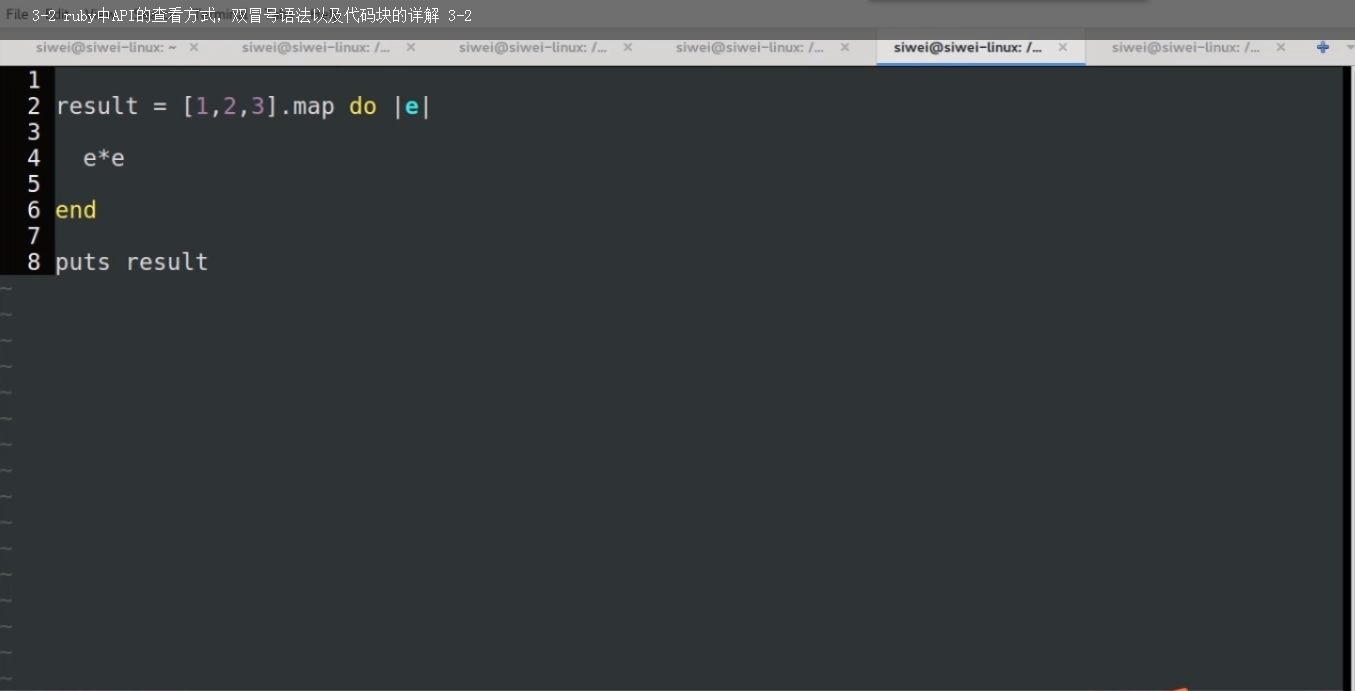 3-2 ruby中API的查看方式，双冒号语法以及代码块的详解 3-2
File Edit
siwei@siwei-linux: ~ × siwei@siwei-linux: /... × siwei@siwei-linux: /... × siwei@siwei-linux: /... × siwei@siwei-linux: /... × siwei@siwei-linux: /... ×
1
2 result = [1,2,3].map do |e|
3
4 e*e
5
6 end
7
8 puts result